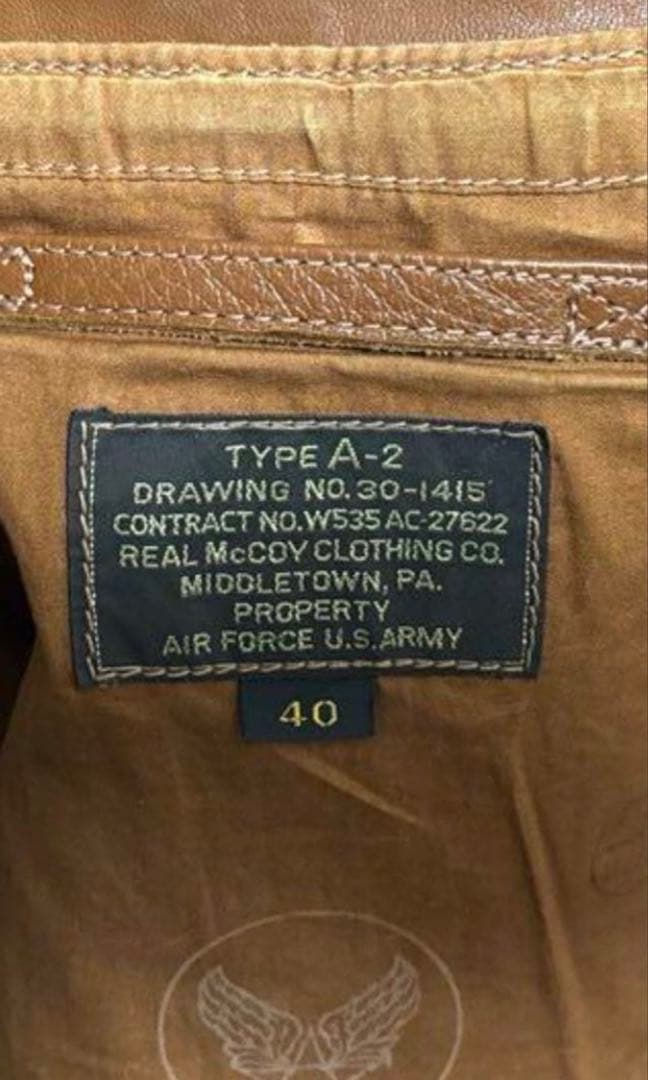 TYPE A-2
DRAWING NO. 30-1415
CONTRACT NO. W535 AC-27622
REAL McCOY CLOTHING CO.
MIDDLETOWN, PA.
PROPERTY
AIR FORCE U.S. ARMY
40